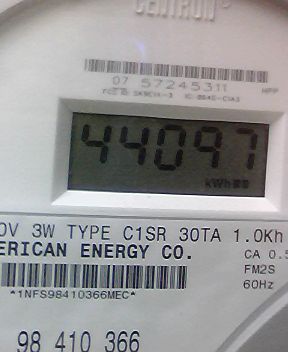 CENTRON
07 57245311
44097
kWh
0V 3W TYPE C1SR 30TA 1.0Kh
ERICAN ENERGY CO.
CA 0.5
FM2S
60Hz
*1NFS98410366MEC*
98 410 366